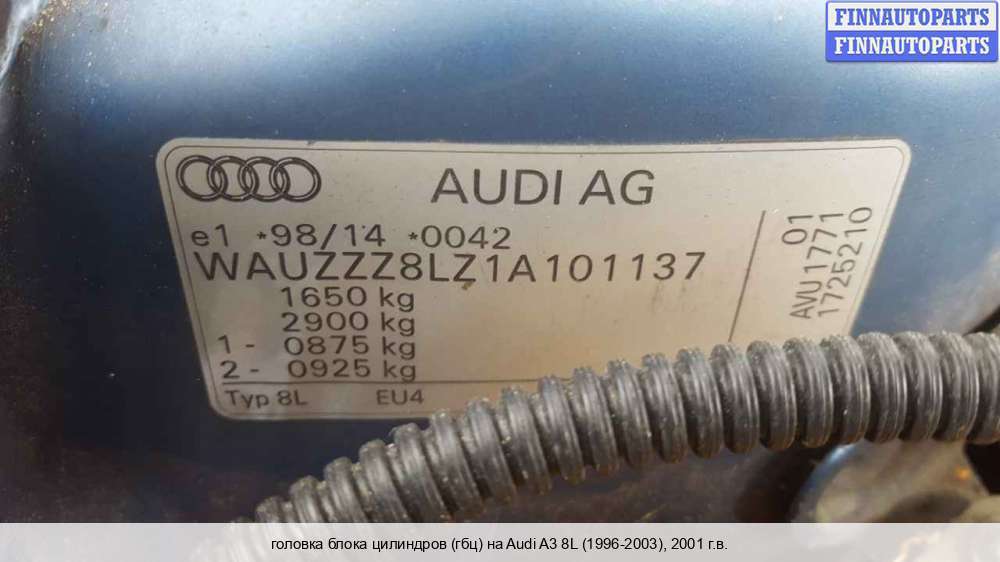 FINNAUTOPARTS
FINNAUTOPARTS
AUDI AG
e1 *98/14 *0042
WAUZZZ8LZ1A101137
1650 kg
2900 kg
1 - 0875 kg
2 - 0925 kg
Typ 8L EU4
01
AVU1771
1725210
головка блока цилиндров (гбц) на Audi A3 8L (1996-2003), 2001 г.в.